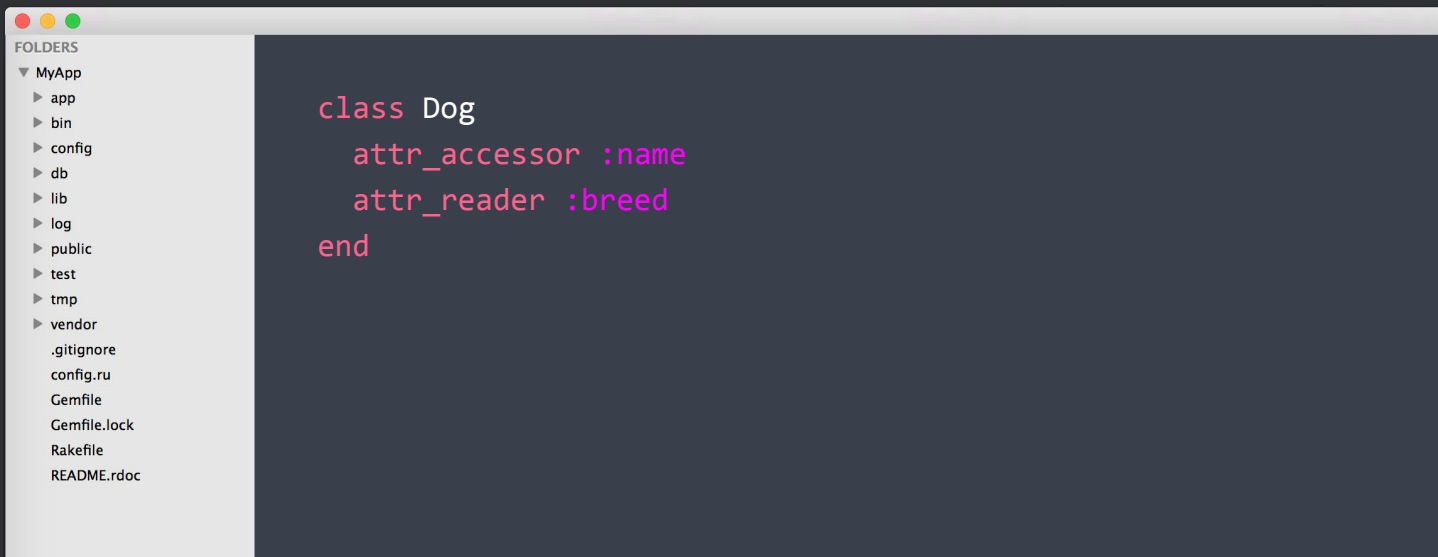 FOLDERS
MyApp
app
bin
config
db
lib
log
public
test
tmp
vendor
.gitignore
config.ru
Gemfile
Gemfile.lock
Rakefile
README.rdoc
class Dog
  attr_accessor :name
  attr_reader :breed
end